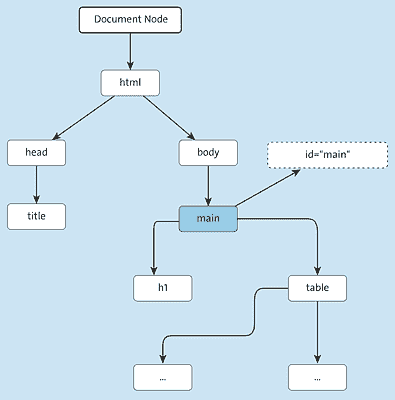 Document Node
html
head
body
id="main"
title
main
h1
table
...
...